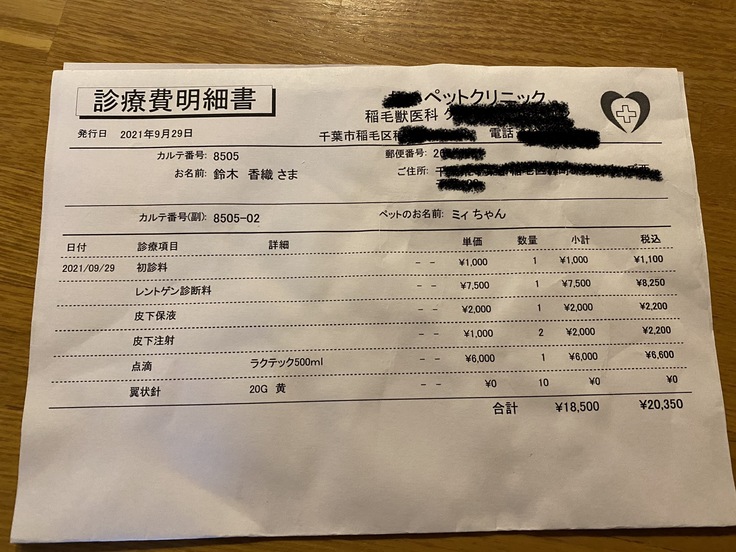 診療費明細書
ペットクリニック
稲毛獣医科
発行日 2021年9月29日
千葉市稲毛区 電話
カルテ番号: 8505 郵便番号: 2
お名前: 鈴木 香織 さま ご住所:
カルテ番号(副): 8505-02 ペットのお名前: ミィちゃん
日付 診療項目 詳細 単価 数量 小計 税込
2021/09/29 初診料 - - ¥1,000 1 ¥1,000 ¥1,100
レントゲン診断料 - - ¥7,500 1 ¥7,500 ¥8,250
皮下保液 - - ¥2,000 1 ¥2,000 ¥2,200
皮下注射 - - ¥1,000 2 ¥2,000 ¥2,200
点滴 ラクテック500ml - - ¥6,000 1 ¥6,000 ¥6,600
翼状針 20G 黄 - - ¥0 10 ¥0 ¥0
合計 ¥18,500 ¥20,350